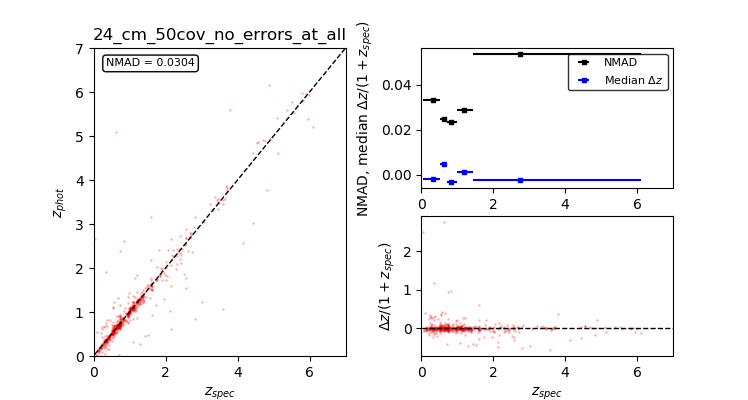 24_cm_50cov_no_errors_at_all
NMAD = 0.0304
7
6
5
4
3
2
1
0
z_phot
0 2 4 6
z_spec
NMAD, median Δz/(1 + z_spec)
0.04
0.02
0.00
NMAD
Median Δz
0 2 4 6
Δz/(1 + z_spec)
2
1
0
0 2 4 6
z_spec